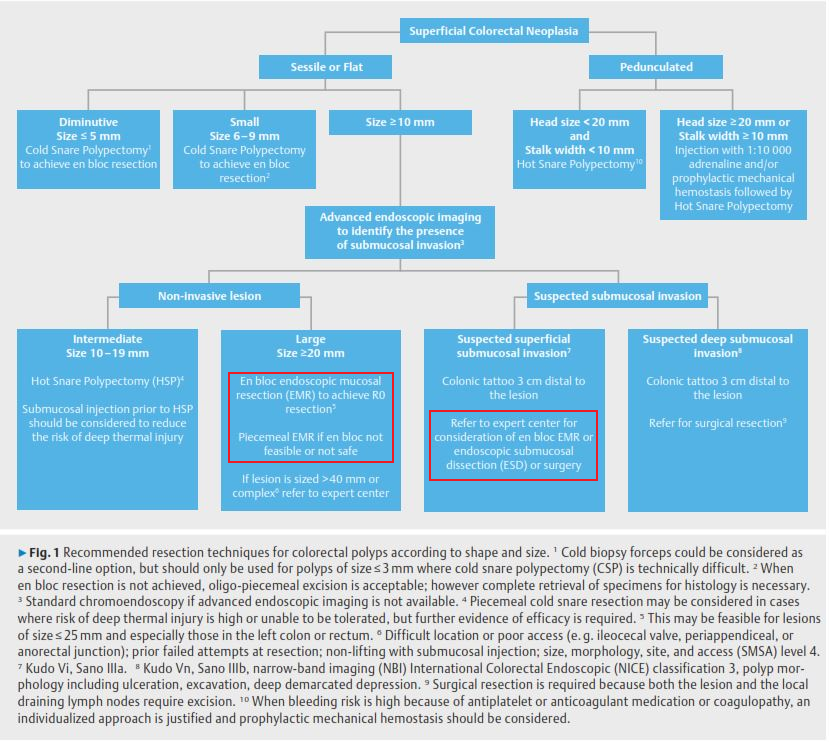 Superficial Colorectal Neoplasia
Sessile or Flat
Pedunculated
Diminutive
Size ≤ 5 mm
Cold Snare Polypectomy¹
to achieve en bloc resection
Small
Size 6–9 mm
Cold Snare Polypectomy
to achieve en bloc
resection²
Size ≥10 mm
Head size <20 mm
and
Stalk width <10 mm
Hot Snare Polypectomy¹⁰
Head size ≥20 mm or
Stalk width ≥10 mm
Injection with 1:10 000
adrenaline and/or
prophylactic mechanical
hemostasis followed by
Hot Snare Polypectomy
Advanced endoscopic imaging
to identify the presence
of submucosal invasion³
Non-invasive lesion
Suspected submucosal invasion
Intermediate
Size 10–19 mm
Hot Snare Polypectomy (HSP)⁴
Submucosal injection prior to HSP
should be considered to reduce
the risk of deep thermal injury
Large
Size ≥20 mm
En bloc endoscopic mucosal
resection (EMR) to achieve R0
resection⁵
Piecemeal EMR if en bloc not
feasible or not safe
If lesion is sized >40 mm or
complex⁶ refer to expert center
Suspected superficial
submucosal invasion⁷
Colonic tattoo 3 cm distal to
the lesion
Refer to expert center for
consideration of en bloc EMR or
endoscopic submucosal
dissection (ESD) or surgery
Suspected deep submucosal
invasion⁸
Colonic tattoo 3 cm distal to
the lesion
Refer for surgical resection⁹
▶ Fig. 1 Recommended resection techniques for colorectal polyps according to shape and size. ¹ Cold biopsy forceps could be considered as
a second-line option, but should only be used for polyps of size ≤ 3 mm where cold snare polypectomy (CSP) is technically difficult. ² When
en bloc resection is not achieved, oligo-piecemeal excision is acceptable; however complete retrieval of specimens for histology is necessary.
³ Standard chromoendoscopy if advanced endoscopic imaging is not available. ⁴ Piecemeal cold snare resection may be considered in cases
where risk of deep thermal injury is high or unable to be tolerated, but further evidence of efficacy is required. ⁵ This may be feasible for lesions
of size ≤ 25 mm and especially those in the left colon or rectum. ⁶ Difficult location or poor access (e. g. ileocecal valve, periappendiceal, or
anorectal junction); prior failed attempts at resection; non-lifting with submucosal injection; size, morphology, site, and access (SMSA) level 4.
⁷ Kudo Vi, Sano IIIa. ⁸ Kudo Vn, Sano IIIb, narrow-band imaging (NBI) International Colorectal Endoscopic (NICE) classification 3, polyp mor-
phology including ulceration, excavation, deep demarcated depression. ⁹ Surgical resection is required because both the lesion and the local
draining lymph nodes require excision. ¹⁰ When bleeding risk is high because of antiplatelet or anticoagulant medication or coagulopathy, an
individualized approach is justified and prophylactic mechanical hemostasis should be considered.